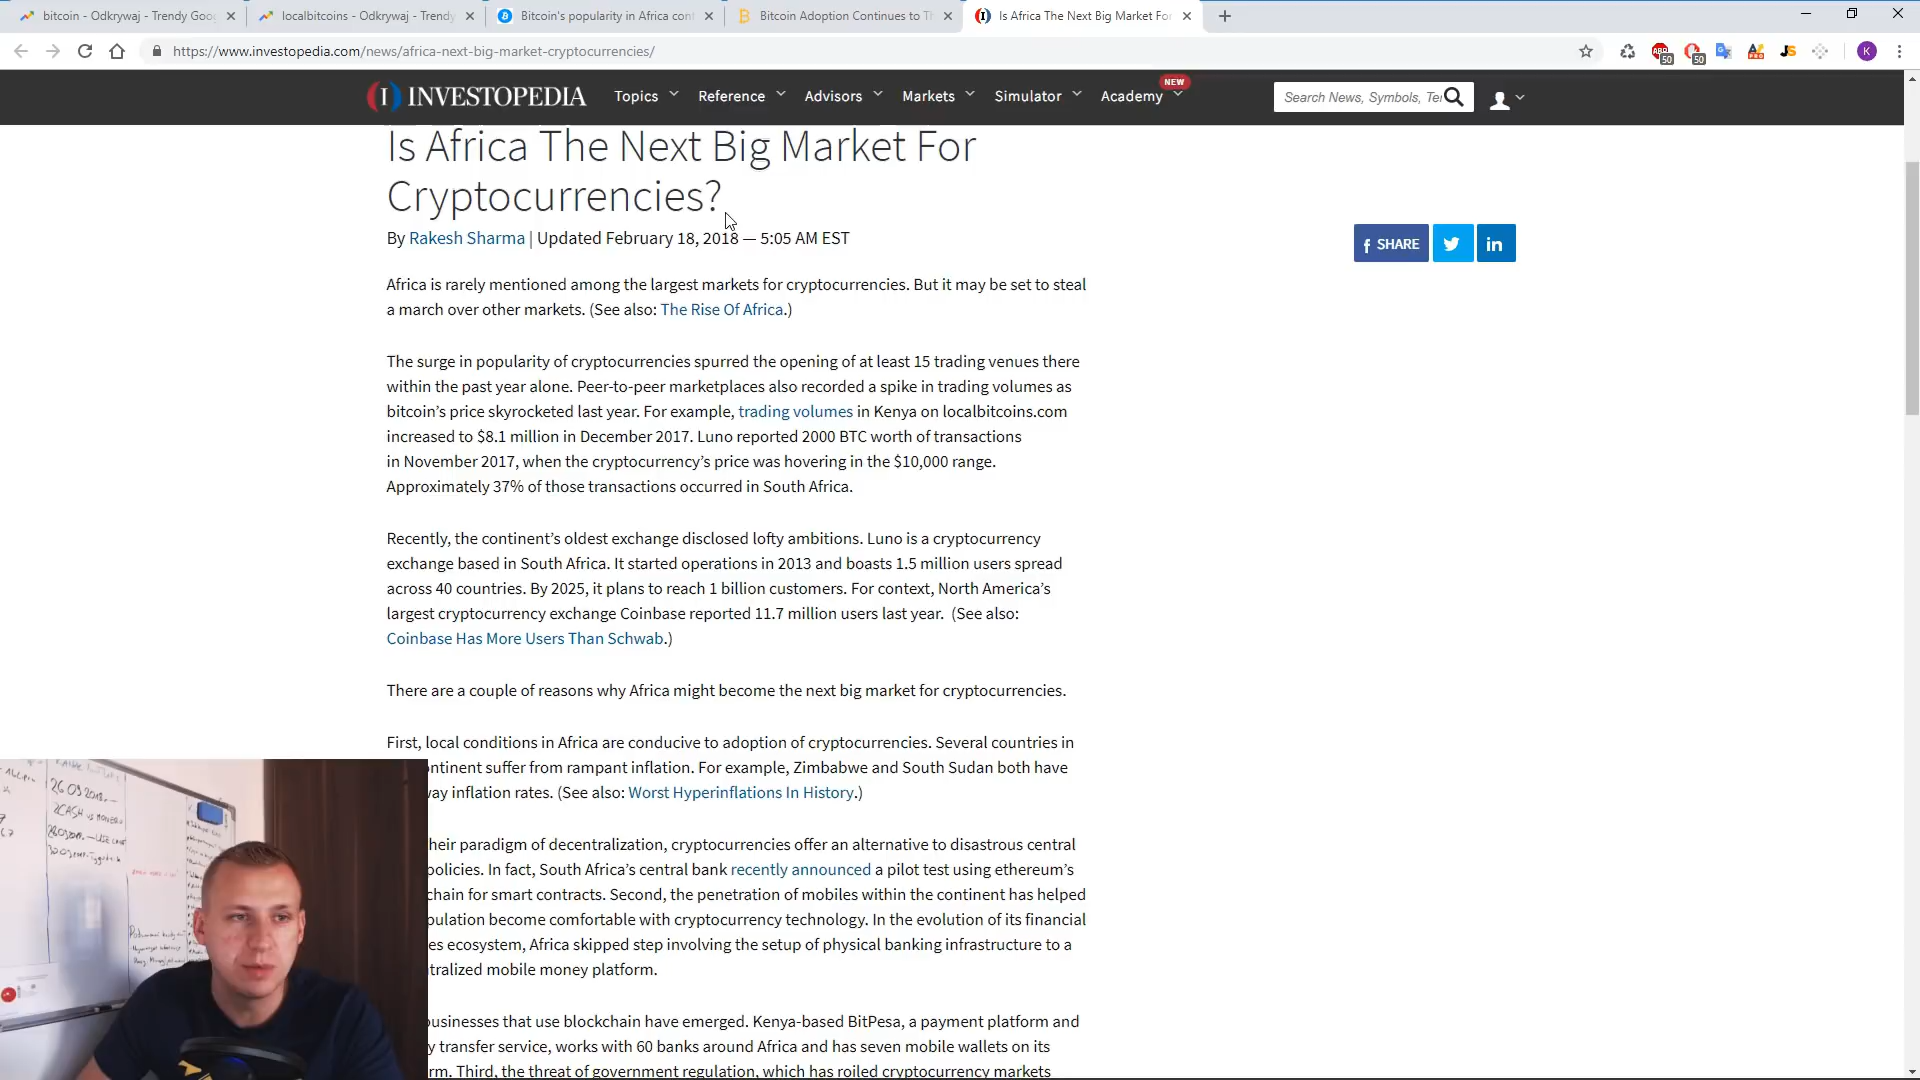 bitcoin - Odkrywaj - Trendy Goo
localbitcoins - Odkrywaj - Trendy
Bitcoin's popularity in Africa cont
Bitcoin Adoption Continues to T
Is Africa The Next Big Market For
https://www.investopedia.com/news/africa-next-big-market-cryptocurrencies/
ABP
50
50
JS
K
INVESTOPEDIA
Topics
Reference
Advisors
Markets
Simulator
Academy
NEW
Search News, Symbols, Te
Is Africa The Next Big Market For
Cryptocurrencies?
By Rakesh Sharma | Updated February 18, 2018 — 5:05 AM EST
f SHARE
in
Africa is rarely mentioned among the largest markets for cryptocurrencies. But it may be set to steal
a march over other markets. (See also: The Rise Of Africa.)
The surge in popularity of cryptocurrencies spurred the opening of at least 15 trading venues there
within the past year alone. Peer-to-peer marketplaces also recorded a spike in trading volumes as
bitcoin’s price skyrocketed last year. For example, trading volumes in Kenya on localbitcoins.com
increased to $8.1 million in December 2017. Luno reported 2000 BTC worth of transactions
in November 2017, when the cryptocurrency’s price was hovering in the $10,000 range.
Approximately 37% of those transactions occurred in South Africa.
Recently, the continent’s oldest exchange disclosed lofty ambitions. Luno is a cryptocurrency
exchange based in South Africa. It started operations in 2013 and boasts 1.5 million users spread
across 40 countries. By 2025, it plans to reach 1 billion customers. For context, North America’s
largest cryptocurrency exchange Coinbase reported 11.7 million users last year. (See also:
Coinbase Has More Users Than Schwab.)
There are a couple of reasons why Africa might become the next big market for cryptocurrencies.
First, local conditions in Africa are conducive to adoption of cryptocurrencies. Several countries in
ontinent suffer from rampant inflation. For example, Zimbabwe and South Sudan both have
way inflation rates. (See also: Worst Hyperinflations In History.)
heir paradigm of decentralization, cryptocurrencies offer an alternative to disastrous central
policies. In fact, South Africa’s central bank recently announced a pilot test using ethereum’s
chain for smart contracts. Second, the penetration of mobiles within the continent has helped
pulation become comfortable with cryptocurrency technology. In the evolution of its financial
es ecosystem, Africa skipped step involving the setup of physical banking infrastructure to a
tralized mobile money platform.
businesses that use blockchain have emerged. Kenya-based BitPesa, a payment platform and
y transfer service, works with 60 banks around Africa and has seven mobile wallets on its
rm. Third, the threat of government regulation, which has roiled cryptocurrency markets
26 09 2018
ZCASH vs MONERO